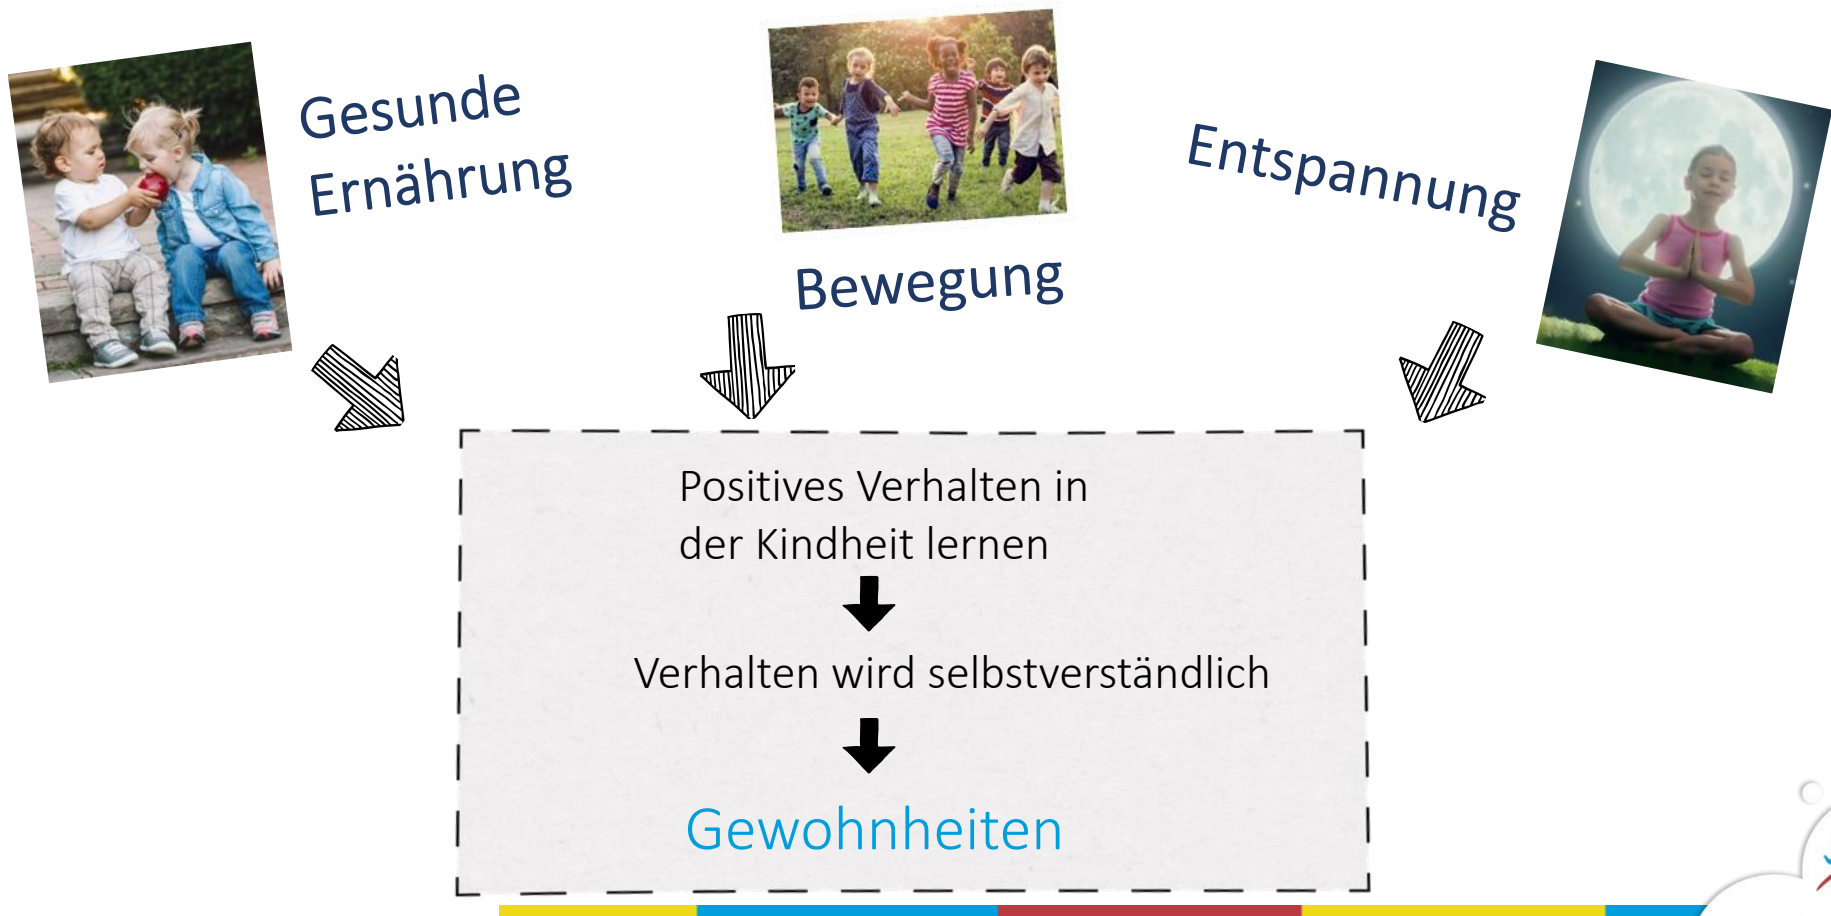 Gesunde
Ernährung
Bewegung
Entspannung
Positives Verhalten in
der Kindheit lernen
Verhalten wird selbstverständlich
Gewohnheiten